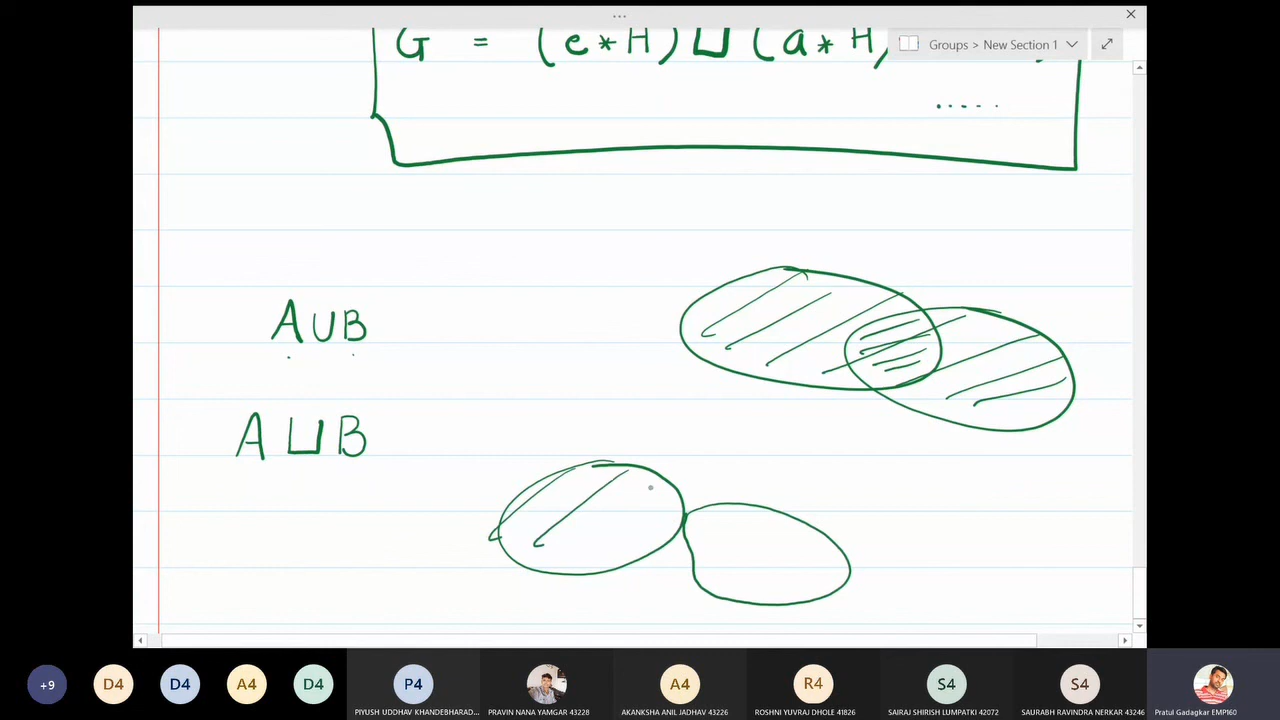 ...
Groups > New Section 1
G = (e * H) ⊔ (a * H)
.....
A ∪ B
A ⊔ B
+9 D4 D4 A4 D4 P4 A4 R4 S4 S4
PIYUSH UDDHAV KHANDEBHARAD... PRAVIN NANA YAMGAR 43228 AKANKSHA ANIL JADHAV 43226 ROSHNI YUVRAJ DHOLE 41826 SAIRAJ SHIRISH LUMPATKI 42072 SAURABH RAVINDRA NERKAR 43246 Pratul Gadagkar EMP160